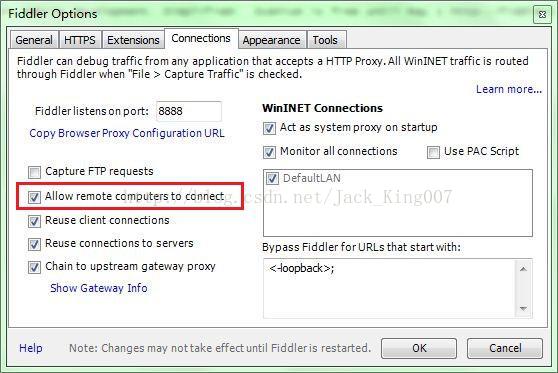 Fiddler Options
General
HTTPS
Extensions
Connections
Appearance
Tools
Fiddler can debug traffic from any application that accepts a HTTP Proxy. All WinINET traffic is routed
through Fiddler when "File > Capture Traffic" is checked.
Learn more...
Fiddler listens on port: 8888
Copy Browser Proxy Configuration URL
Capture FTP requests
Allow remote computers to connect
Reuse client connections
Reuse connections to servers
Chain to upstream gateway proxy
Show Gateway Info
WinINET Connections
Act as system proxy on startup
Monitor all connections
Use PAC Script
DefaultLAN
Bypass Fiddler for URLs that start with:
<-loopback>;
Help
Note: Changes may not take effect until Fiddler is restarted.
OK
Cancel
http://blog.csdn.net/Jack_King007